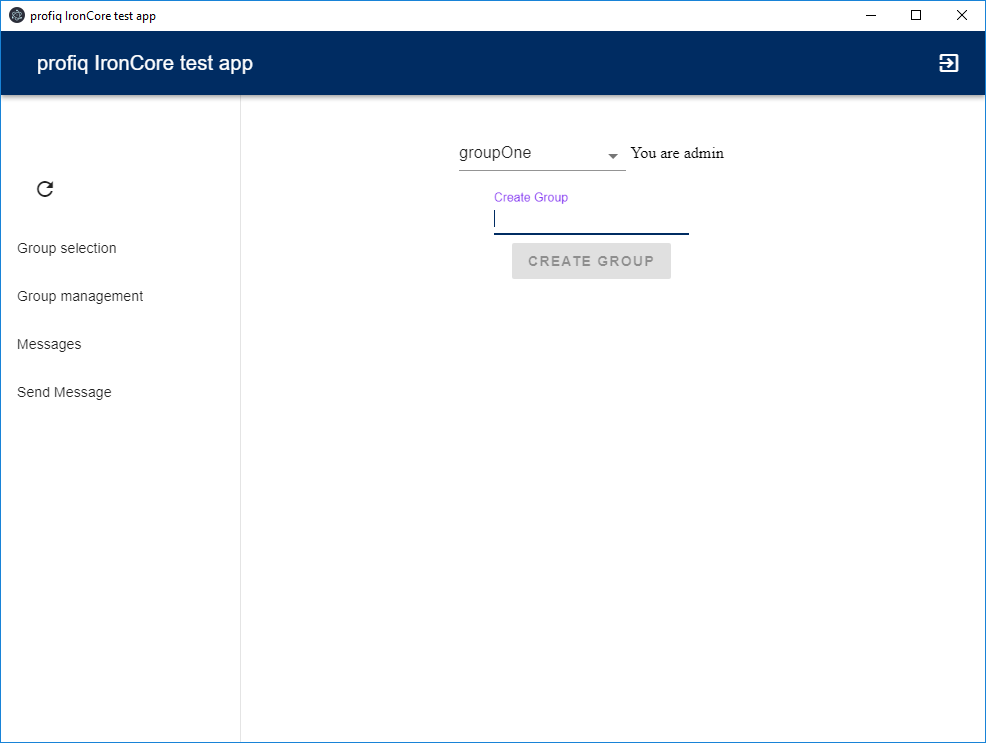 profiq IronCore test app
profiq IronCore test app
groupOne
You are admin
Create Group
CREATE GROUP
Group selection
Group management
Messages
Send Message